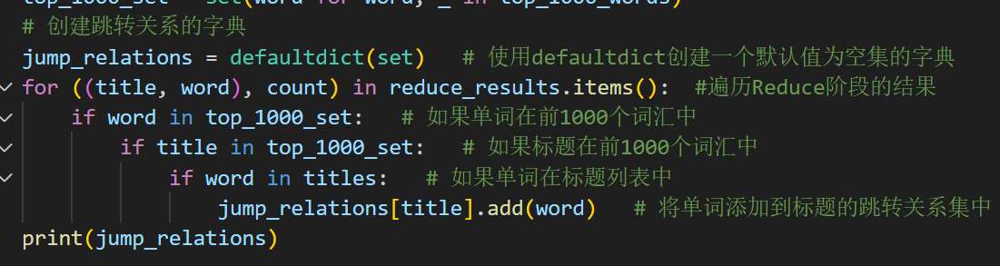 top_1000_set = set(word for word, _ in top_1000_words)
# 创建跳转关系的字典
jump_relations = defaultdict(set)   # 使用defaultdict创建一个默认值为空集的字典
for ((title, word), count) in reduce_results.items():  #遍历Reduce阶段的结果
    if word in top_1000_set:   # 如果单词在前1000个词汇中
        if title in top_1000_set:   # 如果标题在前1000个词汇中
            if word in titles:   # 如果单词在标题列表中
                jump_relations[title].add(word)   # 将单词添加到标题的跳转关系集中
print(jump_relations)